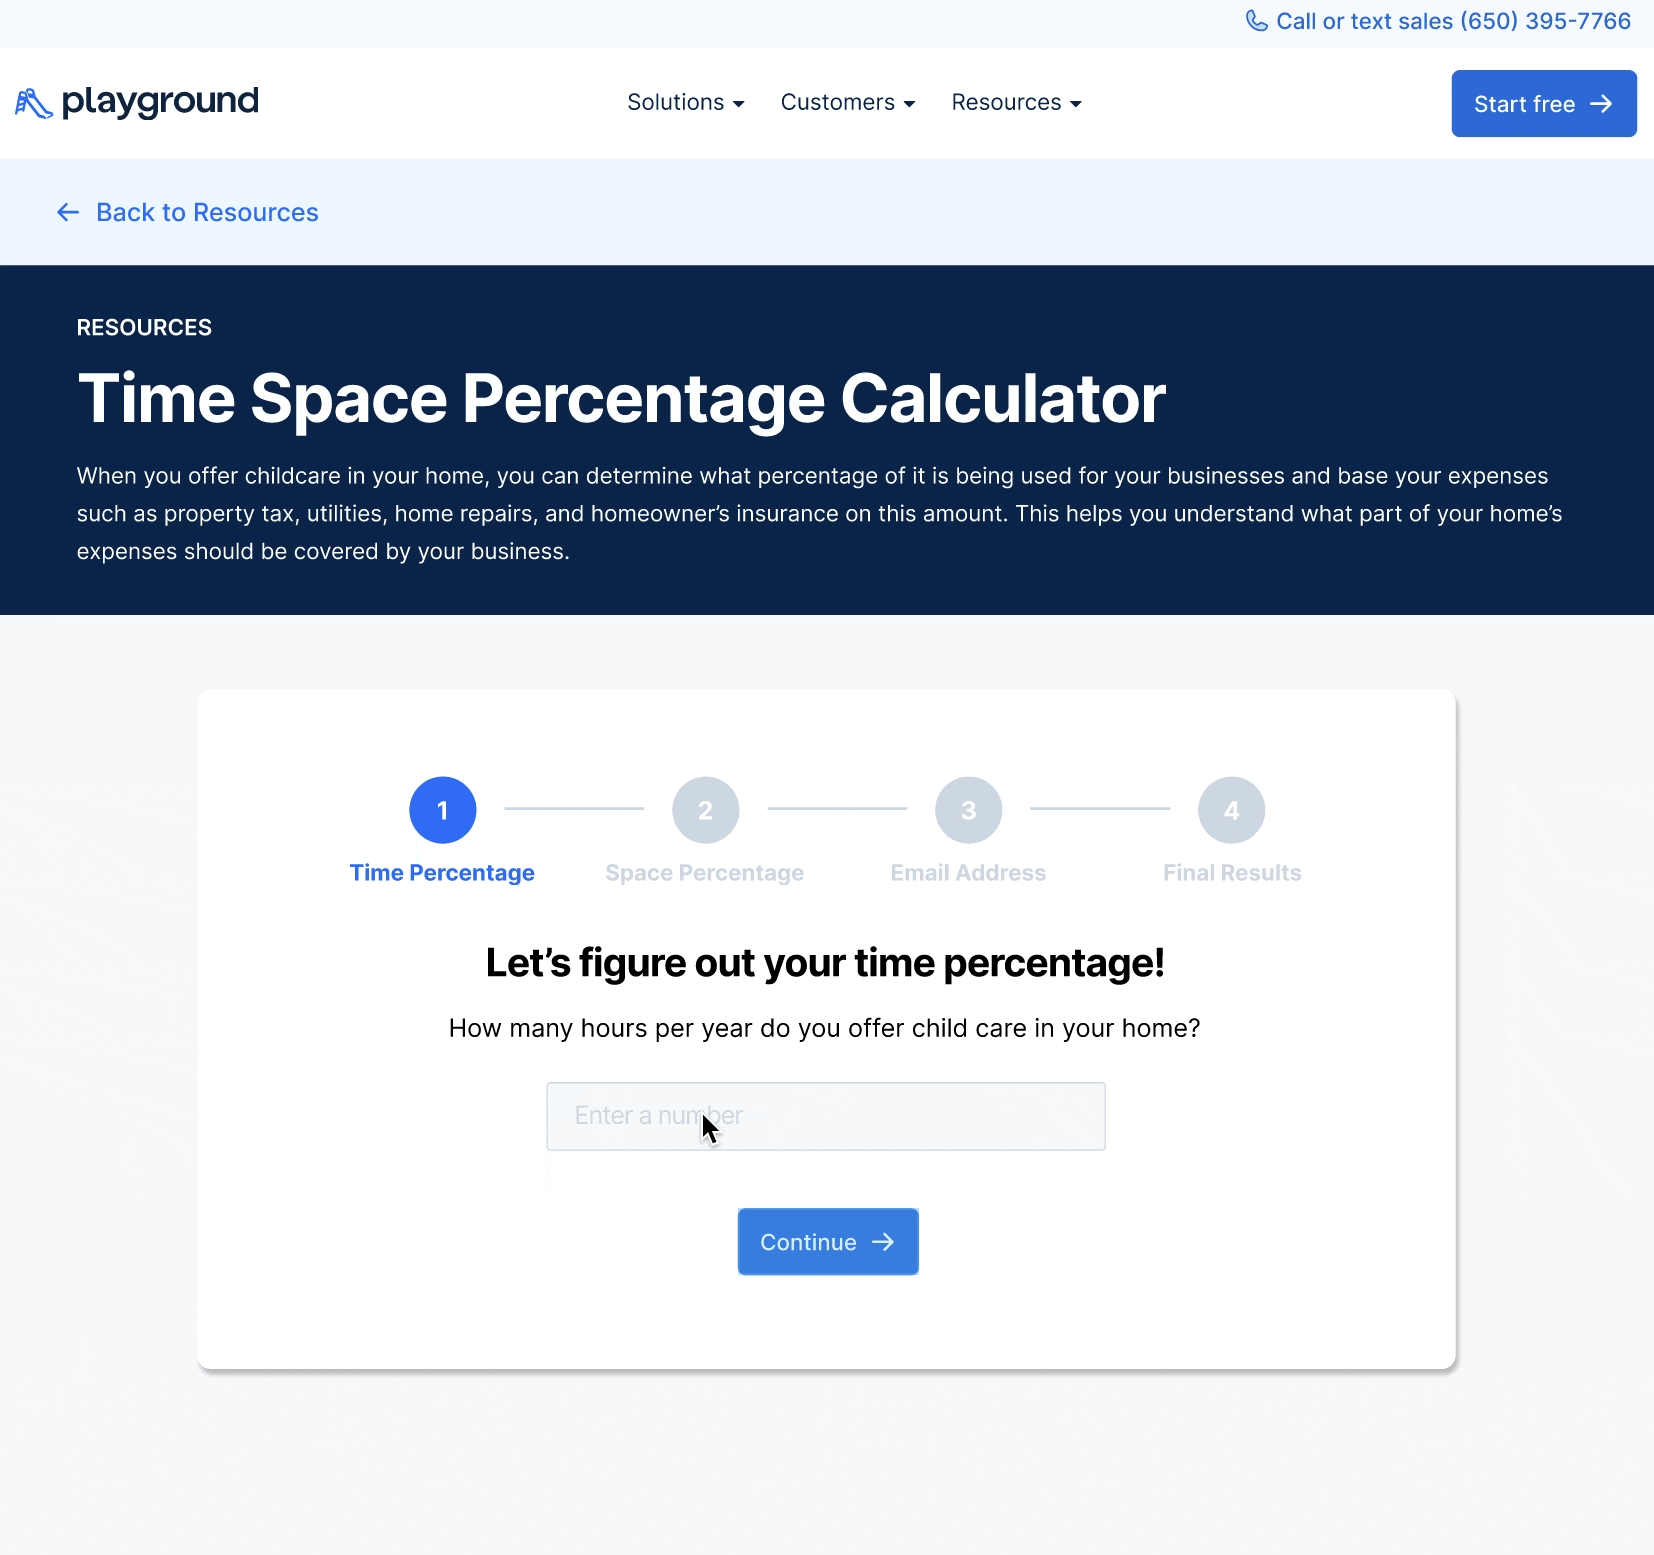 Call or text sales (650) 395-7766
playground
Solutions
Customers
Resources
Start free
Back to Resources
RESOURCES
Time Space Percentage Calculator
When you offer childcare in your home, you can determine what percentage of it is being used for your businesses and base your expenses
such as property tax, utilities, home repairs, and homeowner’s insurance on this amount. This helps you understand what part of your home’s
expenses should be covered by your business.
1
2
3
4
Time Percentage
Space Percentage
Email Address
Final Results
Let’s figure out your time percentage!
How many hours per year do you offer child care in your home?
Enter a number
Continue